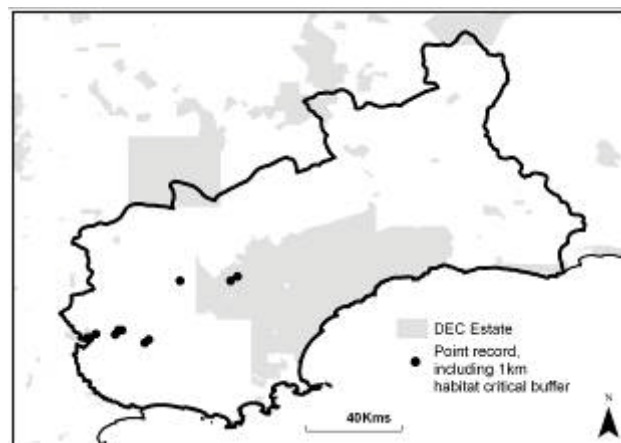 DEC Estate
Point record,
including 1km
habitat critical buffer
N
40Kms